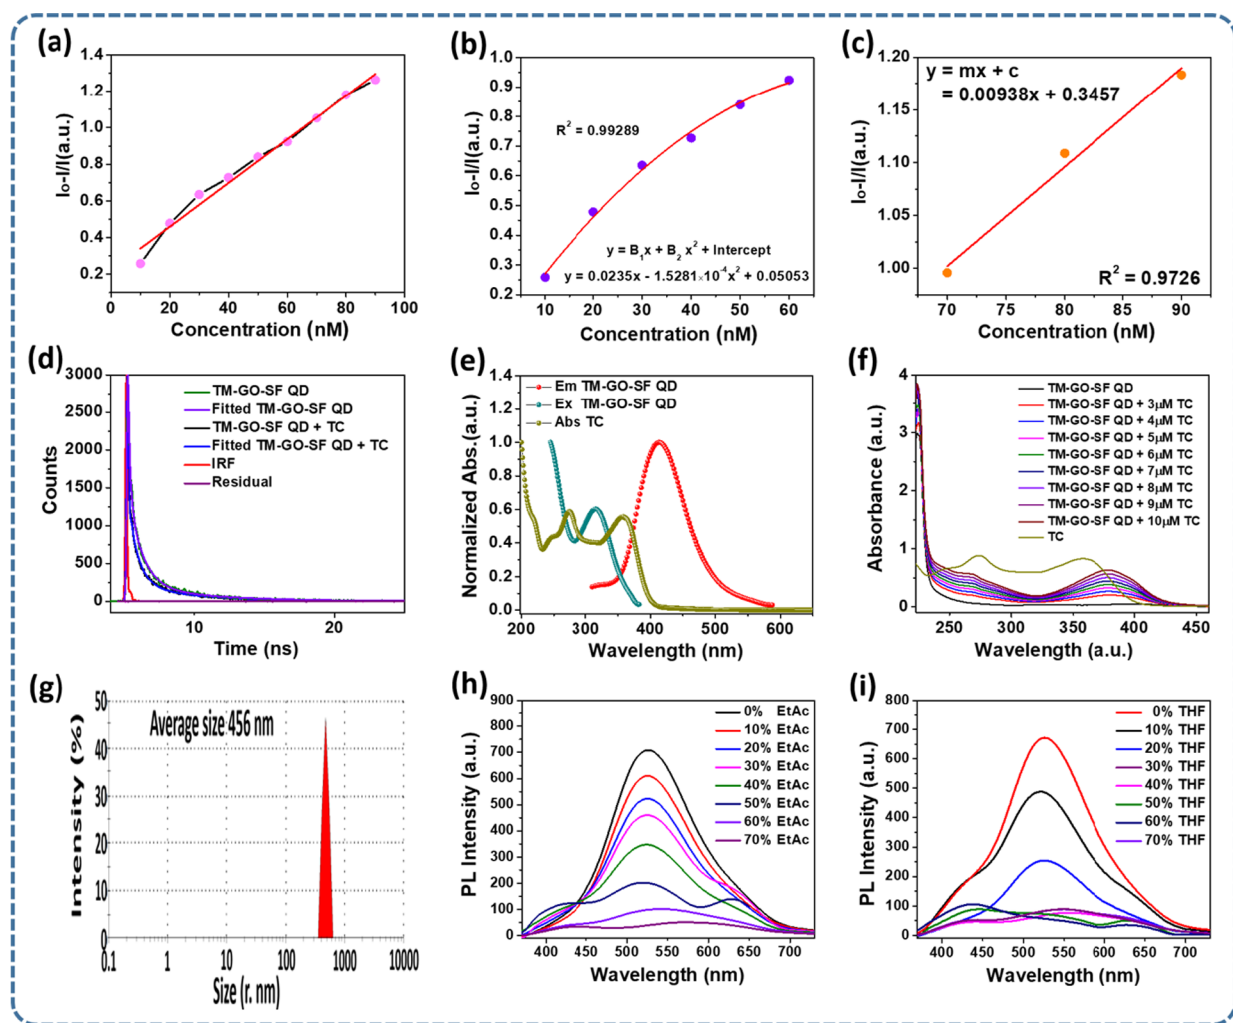 (a)
1.4
1.2
1.0
0.8
0.6
0.4
0.2
I₀-I/I(a.u.)
0 20 40 60 80 100
Concentration (nM)
(b)
1.0
0.9
0.8
0.7
0.6
0.5
0.4
0.3
0.2
I₀-I/I(a.u.)
R² = 0.99289
y = B₁x + B₂ x² + Intercept
y = 0.0235x - 1.5281×10⁻⁴x² + 0.05053
10 20 30 40 50 60
Concentration (nM)
(c)
1.20
1.15
1.10
1.05
1.00
I₀-I/I(a.u.)
y = mx + c
= 0.00938x + 0.3457
R² = 0.9726
70 75 80 85 90
Concentration (nM)
(d)
3000
2500
2000
1500
1000
500
0
Counts
TM-GO-SF QD
Fitted TM-GO-SF QD
TM-GO-SF QD + TC
Fitted TM-GO-SF QD + TC
IRF
Residual
10 20
Time (ns)
(e)
1.0
0.8
0.6
0.4
0.2
0.0
Normalized Abs.(a.u.)
Em TM-GO-SF QD
Ex TM-GO-SF QD
Abs TC
200 300 400 500 600
Wavelength (nm)
(f)
4
3
2
1
0
Absorbance (a.u.)
TM-GO-SF QD
TM-GO-SF QD + 3μM TC
TM-GO-SF QD + 4μM TC
TM-GO-SF QD + 5μM TC
TM-GO-SF QD + 6μM TC
TM-GO-SF QD + 7μM TC
TM-GO-SF QD + 8μM TC
TM-GO-SF QD + 9μM TC
TM-GO-SF QD + 10μM TC
TC
250 300 350 400 450
Wavelength (a.u.)
(g)
50
40
30
20
10
0
Intensity (%)
Average size 456 nm
0.1 1 10 100 1000 10000
Size (r. nm)
(h)
900
800
700
600
500
400
300
200
100
0
PL Intensity (a.u.)
0% EtAc
10% EtAc
20% EtAc
30% EtAc
40% EtAc
50% EtAc
60% EtAc
70% EtAc
400 450 500 550 600 650 700
Wavelength (nm)
(i)
800
700
600
500
400
300
200
100
0
PL Intensity (a.u.)
0% THF
10% THF
20% THF
30% THF
40% THF
50% THF
60% THF
70% THF
400 450 500 550 600 650 700
Wavelength (nm)